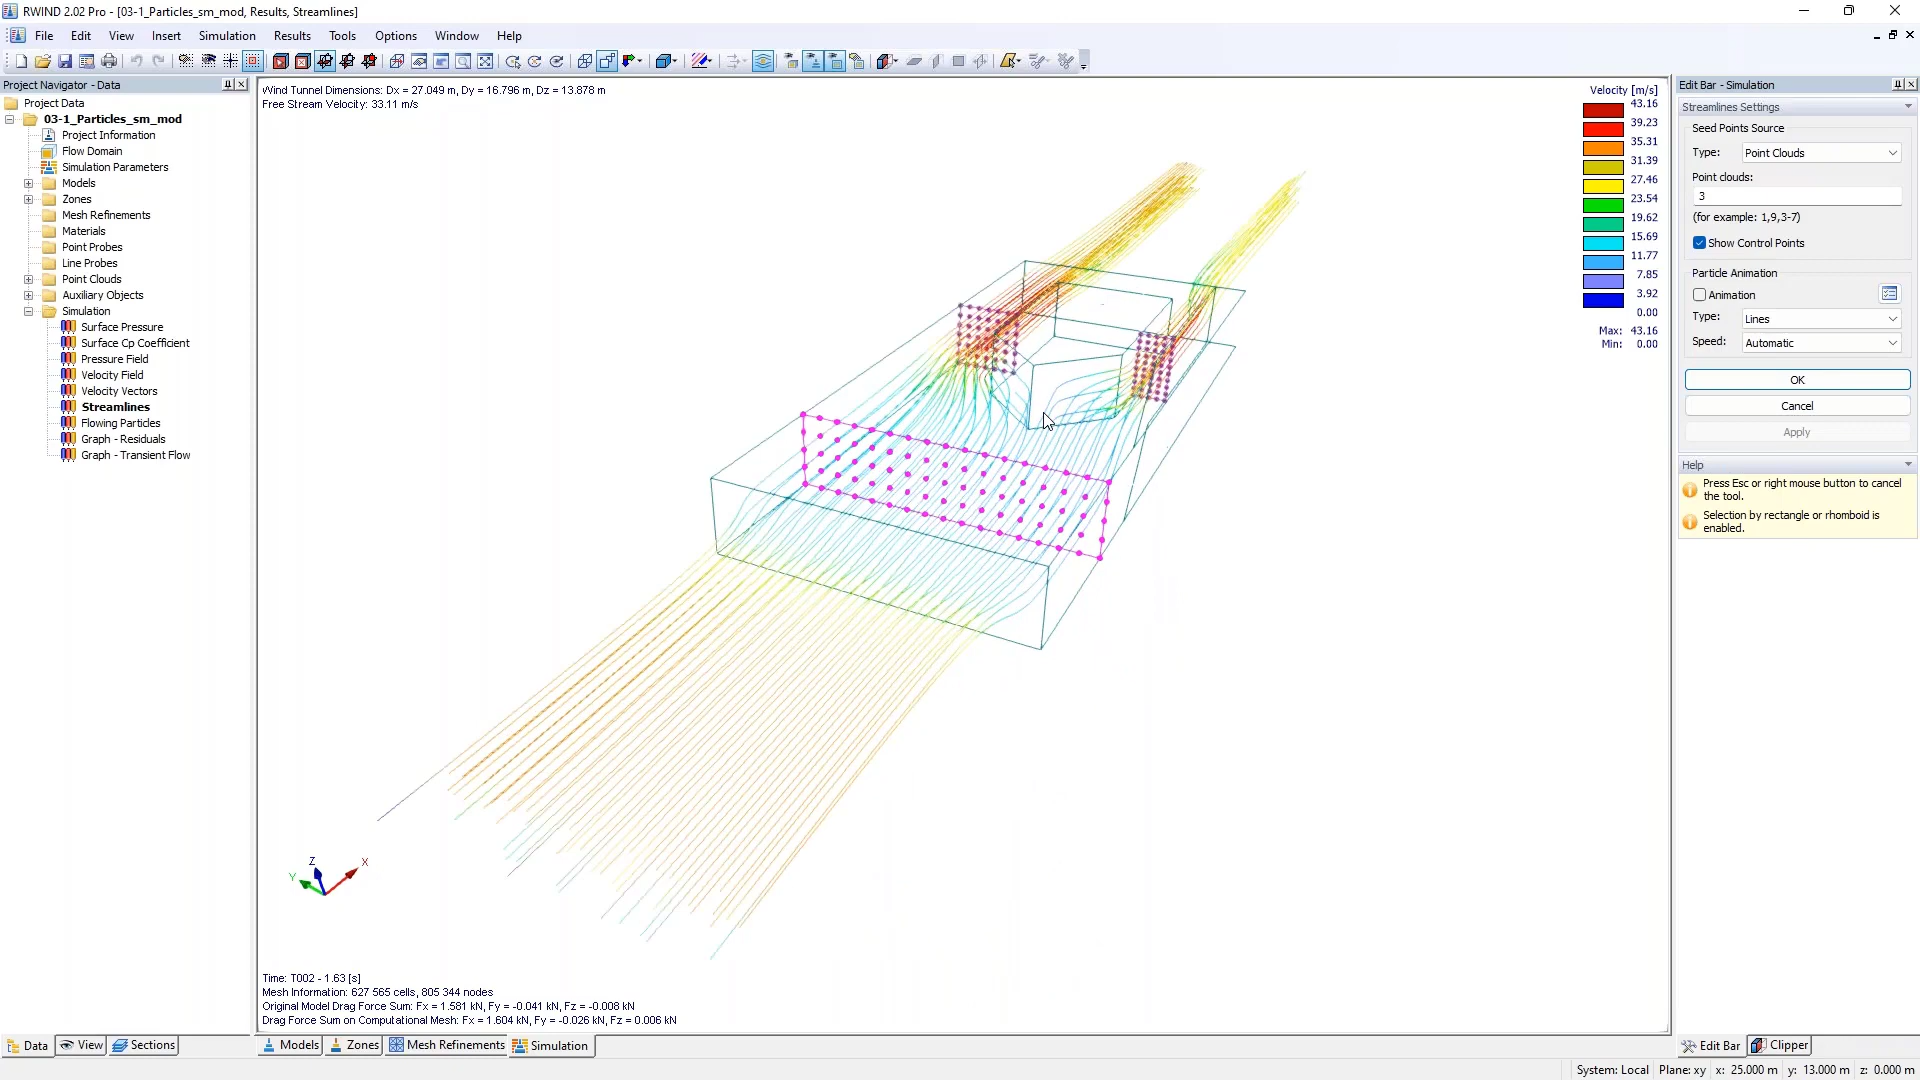 RWIND 2.02 Pro - [03-1_Particles_sm_mod, Results, Streamlines]
File Edit View Insert Simulation Results Tools Options Window Help
Project Navigator - Data
Project Data
03-1_Particles_sm_mod
Project Information
Flow Domain
Simulation Parameters
Models
Zones
Mesh Refinements
Materials
Point Probes
Line Probes
Point Clouds
Auxiliary Objects
Simulation
Surface Pressure
Surface Cp Coefficient
Pressure Field
Velocity Field
Velocity Vectors
Streamlines
Flowing Particles
Graph - Residuals
Graph - Transient Flow
Data View Sections
Wind Tunnel Dimensions: Dx = 27.049 m, Dy = 16.796 m, Dz = 13.878 m
Free Stream Velocity: 33.11 m/s
Velocity [m/s]
43.16
39.23
35.31
31.39
27.46
23.54
19.62
15.69
11.77
7.85
3.92
0.00
Max: 43.16
Min: 0.00
Z
X
Y
Time: T002 - 1.63 [s]
Mesh Information: 627 565 cells, 805 344 nodes
Original Model Drag Force Sum: Fx = 1.581 kN, Fy = -0.041 kN, Fz = -0.008 kN
Drag Force Sum on Computational Mesh: Fx = 1.604 kN, Fy = -0.026 kN, Fz = 0.006 kN
Models Zones Mesh Refinements Simulation
Edit Bar - Simulation
Streamlines Settings
Seed Points Source
Type: Point Clouds
Point clouds:
3
(for example: 1,9,3-7)
Show Control Points
Particle Animation
Animation
Type: Lines
Speed: Automatic
OK
Cancel
Apply
Help
Press Esc or right mouse button to cancel
the tool.
Selection by rectangle or rhomboid is
enabled.
Edit Bar Clipper
System: Local Plane: xy x: 25.000 m y: 13.000 m z: 0.000 m